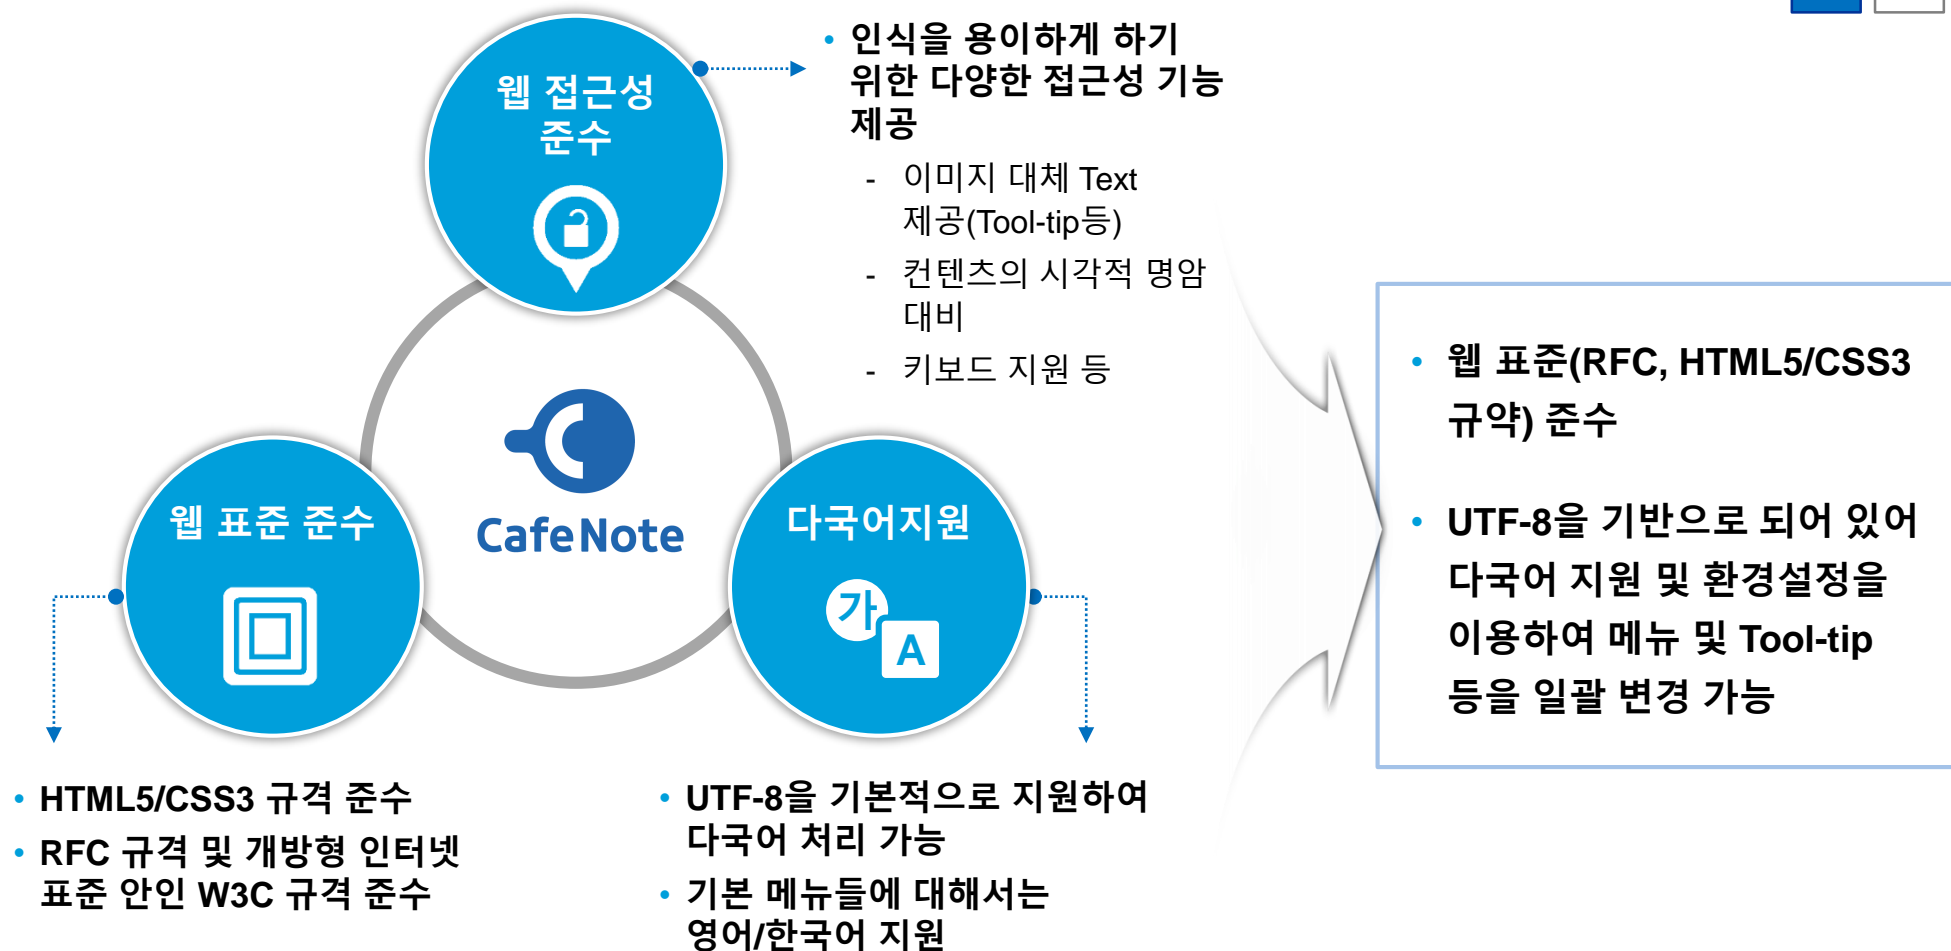 웹 접근성
준수
• 인식을 용이하게 하기
위한 다양한 접근성 기능
제공
- 이미지 대체 Text
제공(Tool-tip등)
- 컨텐츠의 시각적 명암
대비
- 키보드 지원 등
CafeNote
웹 표준 준수
다국어지원
가
A
• HTML5/CSS3 규격 준수
• RFC 규격 및 개방형 인터넷
표준 안인 W3C 규격 준수
• UTF-8을 기본적으로 지원하여
다국어 처리 가능
• 기본 메뉴들에 대해서는
영어/한국어 지원
• 웹 표준(RFC, HTML5/CSS3
규약) 준수
• UTF-8을 기반으로 되어 있어
다국어 지원 및 환경설정을
이용하여 메뉴 및 Tool-tip
등을 일괄 변경 가능